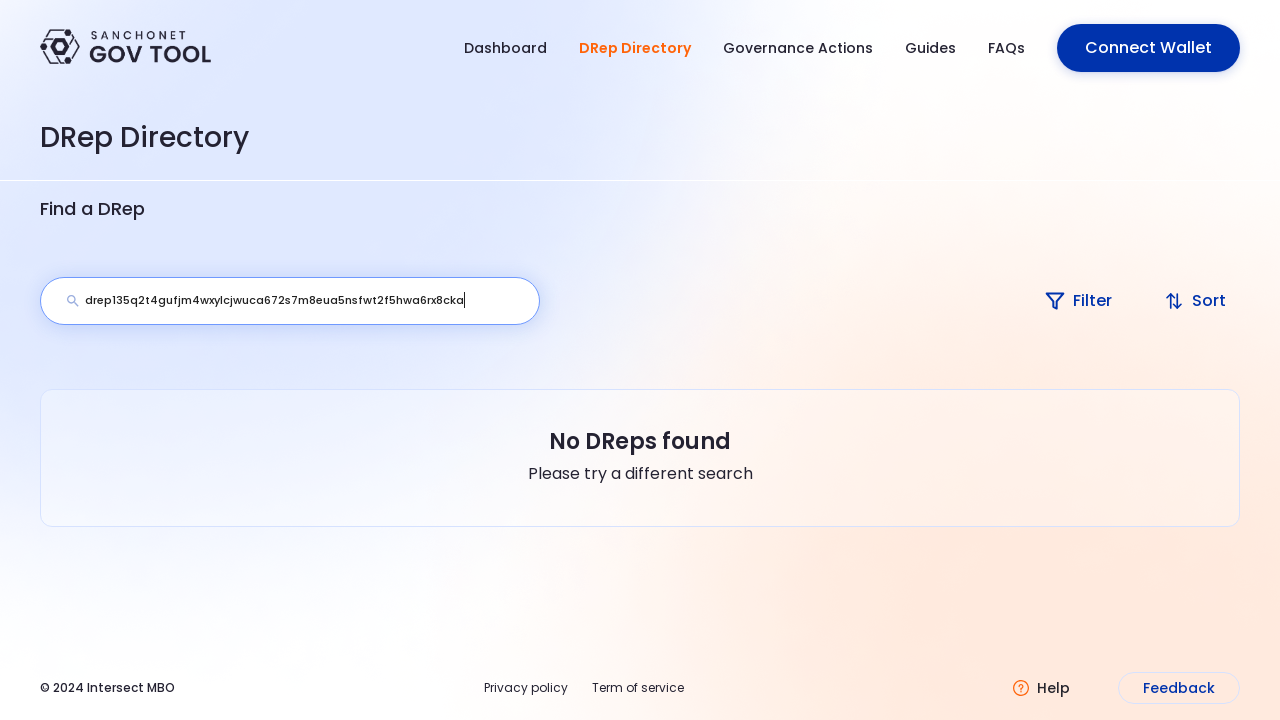 SANCHONET
GOV TOOL
Dashboard
DRep Directory
Governance Actions
Guides
FAQs
Connect Wallet
DRep Directory
Find a DRep
drep135q2t4gufjm4wxylcjwuca672s7m8eua5nsfwt2f5hwa6rx8cka
Filter
Sort
No DReps found
Please try a different search
© 2024 Intersect MBO
Privacy policy
Term of service
Help
Feedback